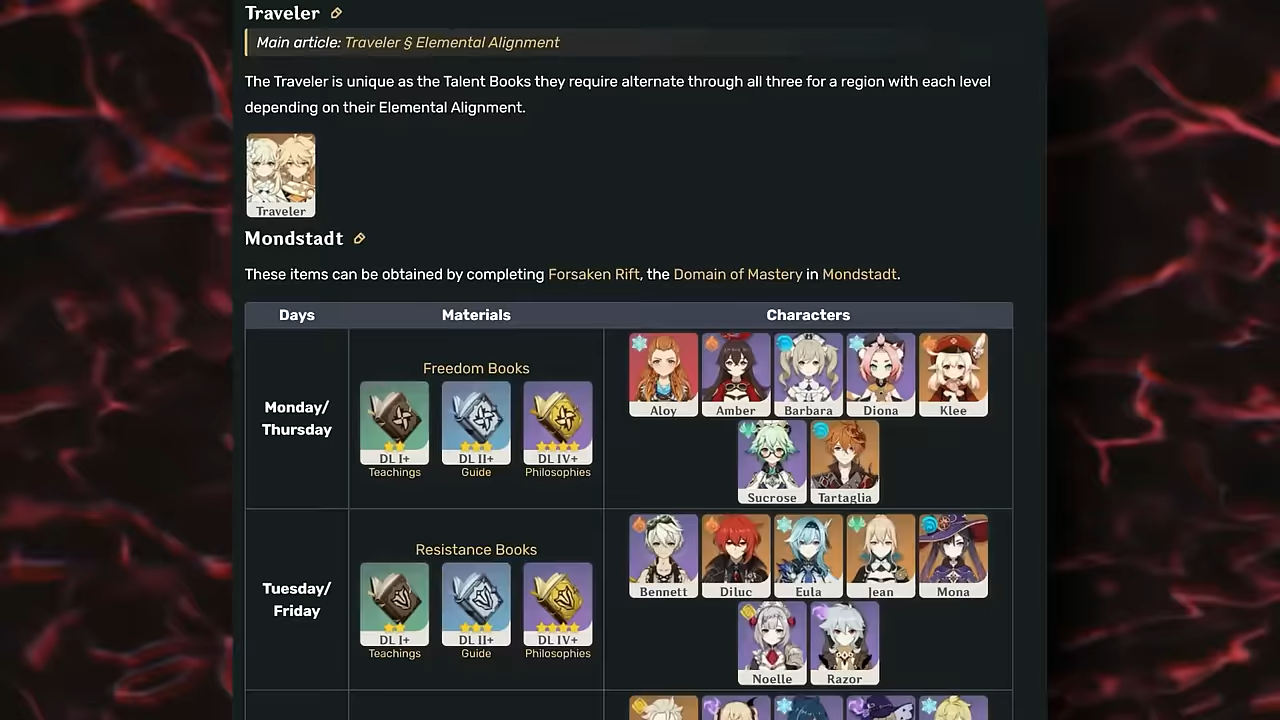 Traveler
Main article: Traveler § Elemental Alignment
The Traveler is unique as the Talent Books they require alternate through all three for a region with each level
depending on their Elemental Alignment.
Traveler
Mondstadt
These items can be obtained by completing Forsaken Rift, the Domain of Mastery in Mondstadt.
Days Materials Characters
Monday/
Thursday
Freedom Books
DL I+ DL II+ DL IV+
Teachings Guide Philosophies
Aloy Amber Barbara Diona Klee
Sucrose Tartaglia
Tuesday/
Friday
Resistance Books
DL I+ DL II+ DL IV+
Teachings Guide Philosophies
Bennett Diluc Eula Jean Mona
Noelle Razor